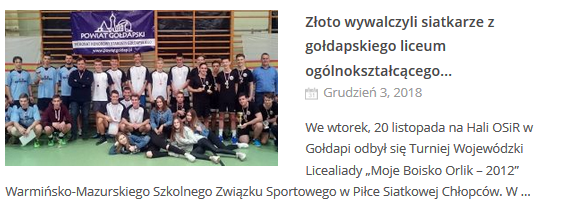 POWIAT GOŁDAPSKI
Złoto wywalczyli siatkarze z
gołdapskiego liceum
ogólnokształcącego...
Grudzień 3, 2018
We wtorek, 20 listopada na Hali OSiR w
Gołdapi odbył się Turniej Wojewódzki
Licealiady „Moje Boisko Orlik – 2012”
Warmińsko-Mazurskiego Szkolnego Związku Sportowego w Piłce Siatkowej Chłopców. W ...